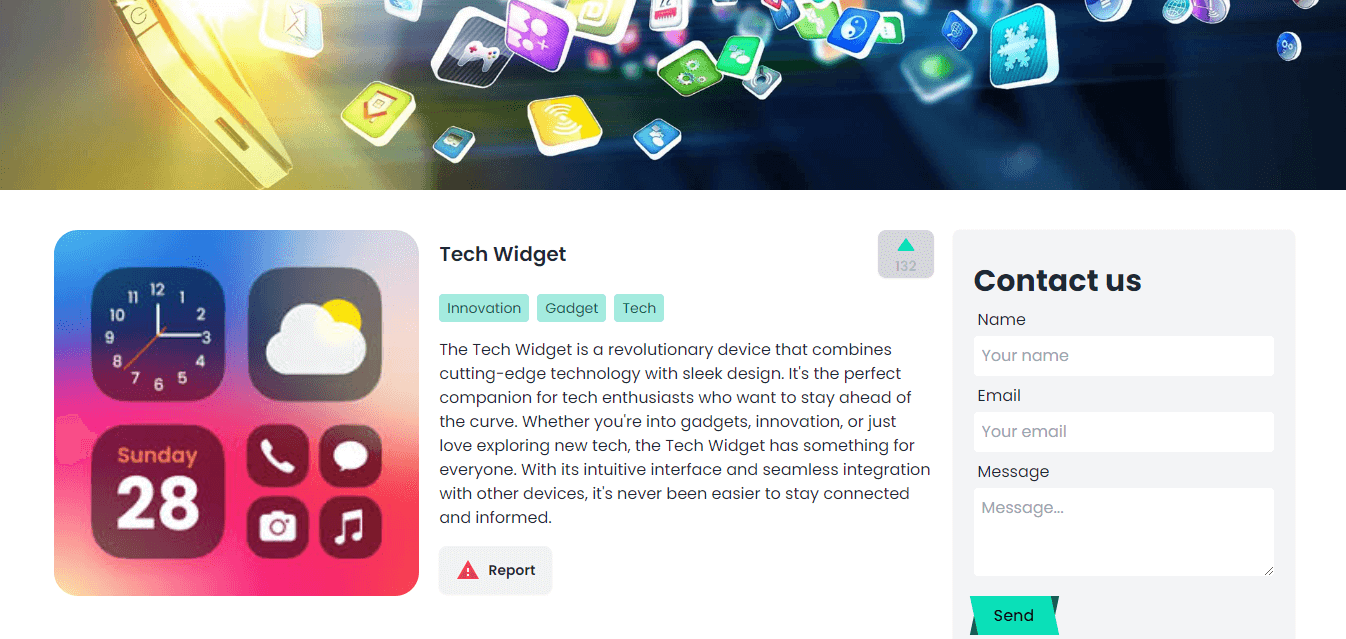 12
11
1
10
2
9
3
8
4
7
6
5
Sunday
28
Tech Widget
132
Innovation
Gadget
Tech
The Tech Widget is a revolutionary device that combines
cutting-edge technology with sleek design. It's the perfect
companion for tech enthusiasts who want to stay ahead of
the curve. Whether you're into gadgets, innovation, or just
love exploring new tech, the Tech Widget has something for
everyone. With its intuitive interface and seamless integration
with other devices, it's never been easier to stay connected
and informed.
Report
Contact us
Name
Your name
Email
Your email
Message
Message...
Send